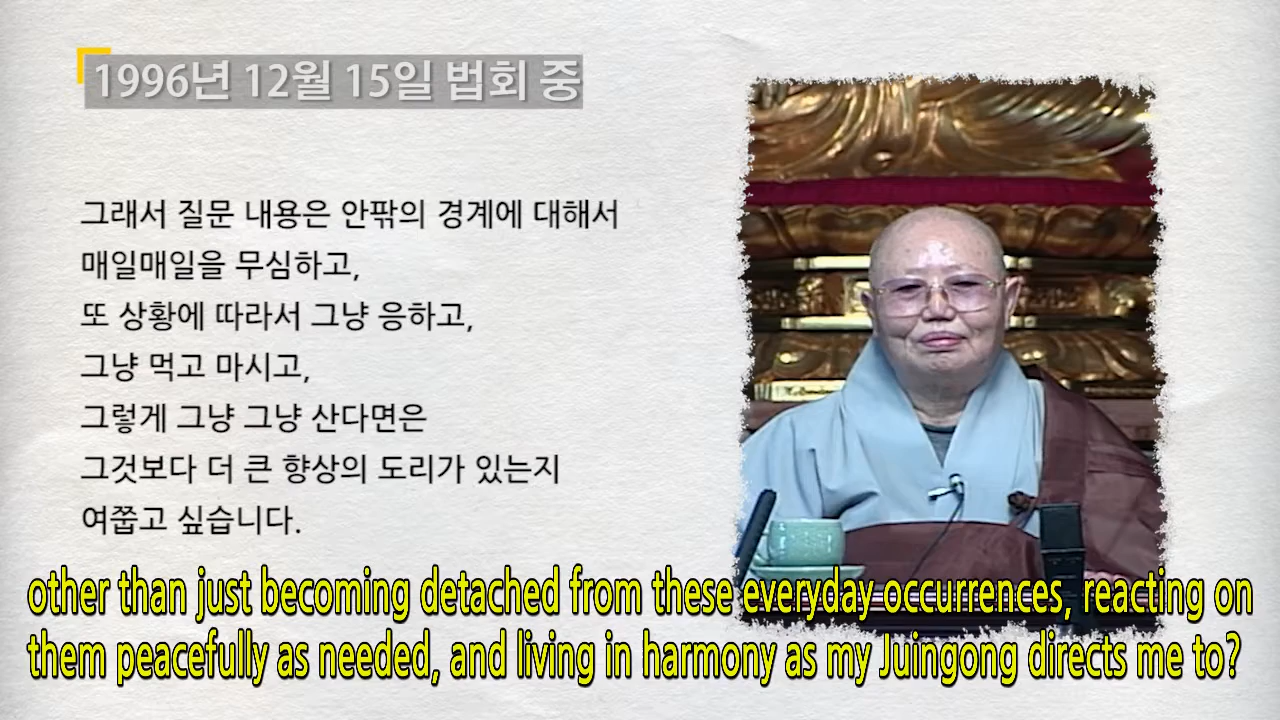 1996년 12월 15일 법회 중
그래서 질문 내용은 안팎의 경계에 대해서
매일매일을 무심하고,
또 상황에 따라서 그냥 응하고,
그냥 먹고 마시고,
그렇게 그냥 그냥 산다면은
그것보다 더 큰 향상의 도리가 있는지
여쭙고 싶습니다.
other than just becoming detached from these everyday occurrences, reacting on
them peacefully as needed, and living in harmony as my Juingong directs me to?